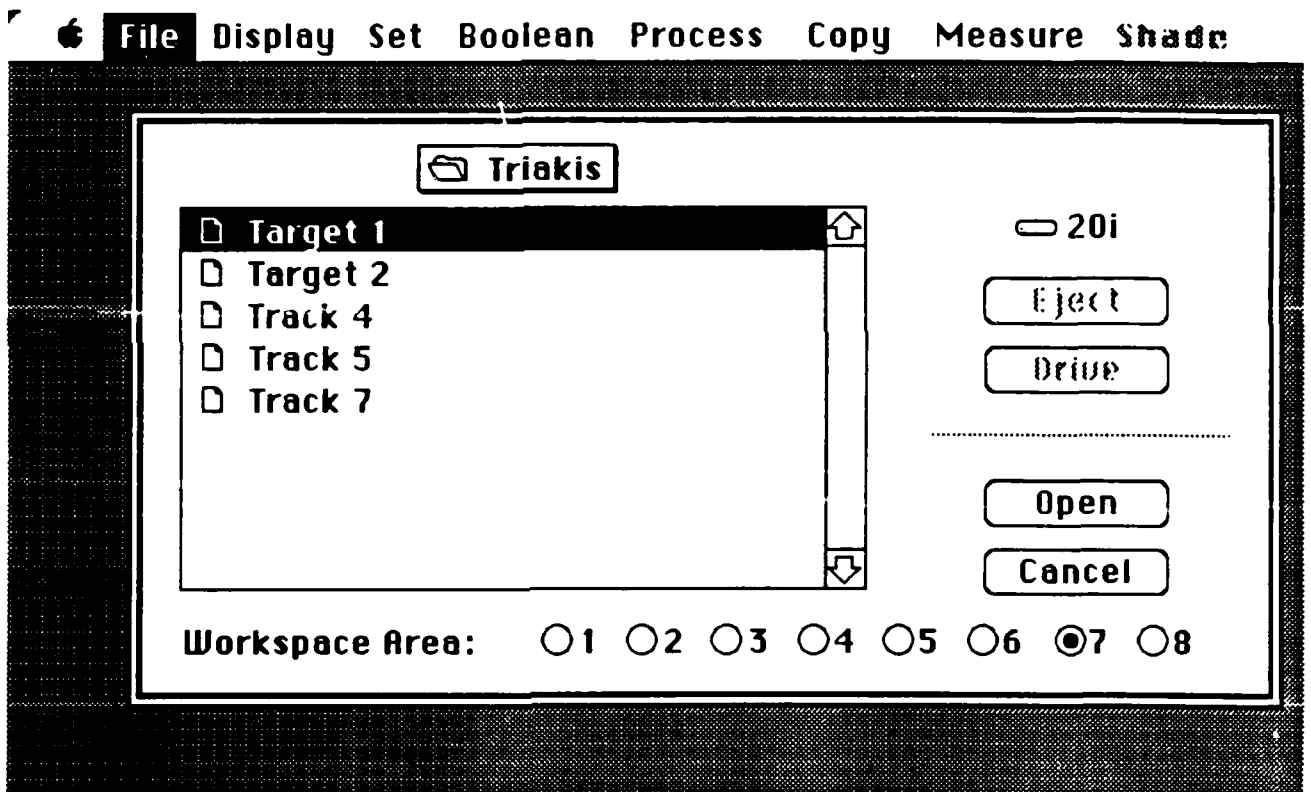 File Display Set Boolean Process Copy Measure Shade
Triakis
Target 1
Target 2
Track 4
Track 5
Track 7
20i
Eject
Drive
Open
Cancel
Workspace Area: 1 2 3 4 5 6 7 8